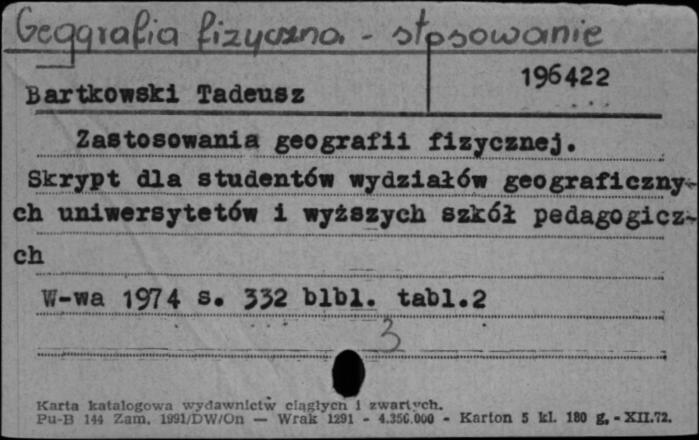 Geografia fizyczna - stosowanie
196422
Bartkowski Tadeusz
Zastosowania geografii fizycznej.
Skrypt dla studentów wydziałów geograficzny-
ch uniwersytetów i wyższych szkół pedagogicz-
ch
W-wa 1974 s. 332 blbl. tabl.2
3
Karta katalogowa wydawnictw ciągłych i zwartych.
Pu-B 144 Zam. 1991/DW/On — Wrak 1291 - 4.350.000 - Karton 5 kl. 180 g, - XII.72.